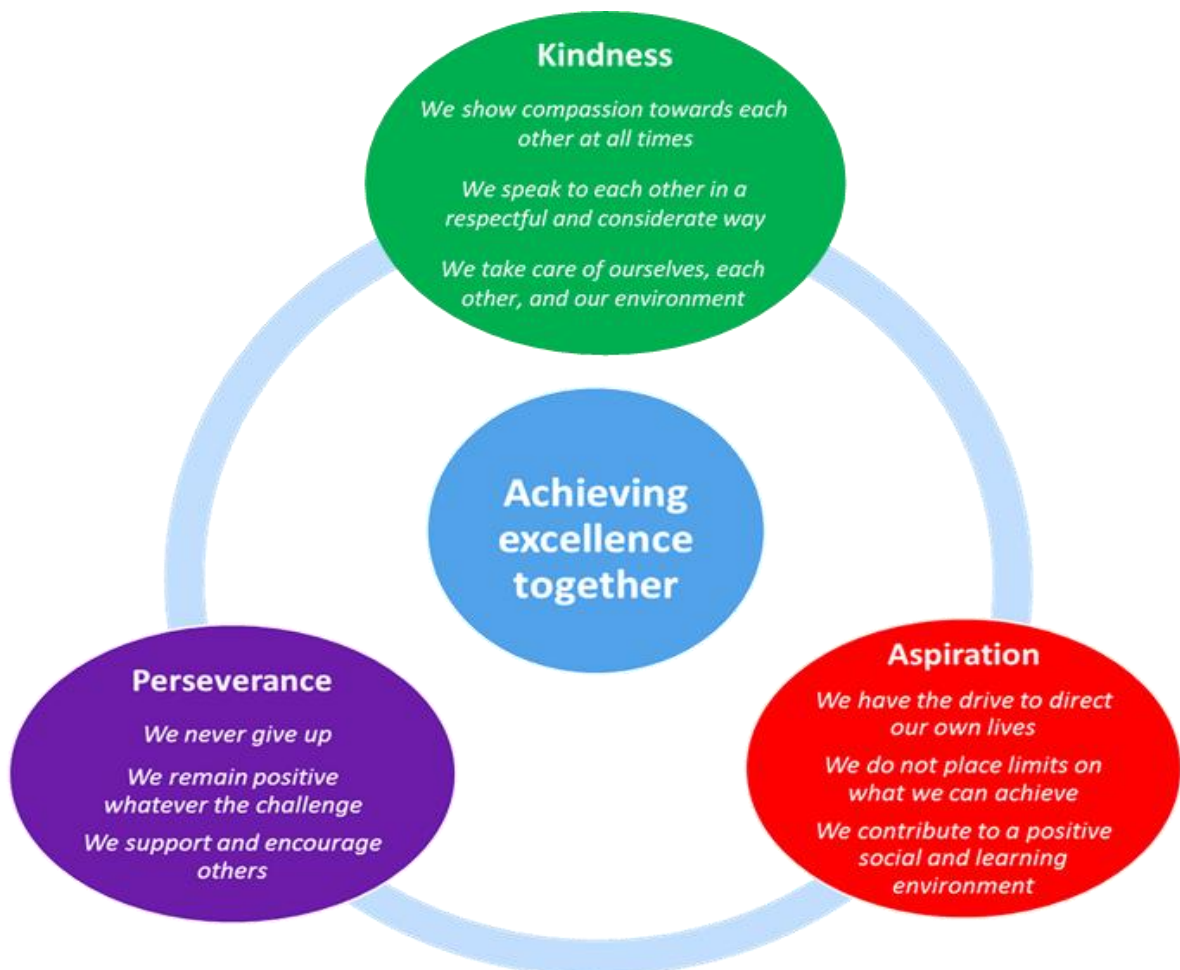 Kindness
We show compassion towards each
other at all times
We speak to each other in a
respectful and considerate way
We take care of ourselves, each
other, and our environment
Achieving
excellence
together
Perseverance
We never give up
We remain positive
whatever the challenge
We support and encourage
others
Aspiration
We have the drive to direct
our own lives
We do not place limits on
what we can achieve
We contribute to a positive
social and learning
environment